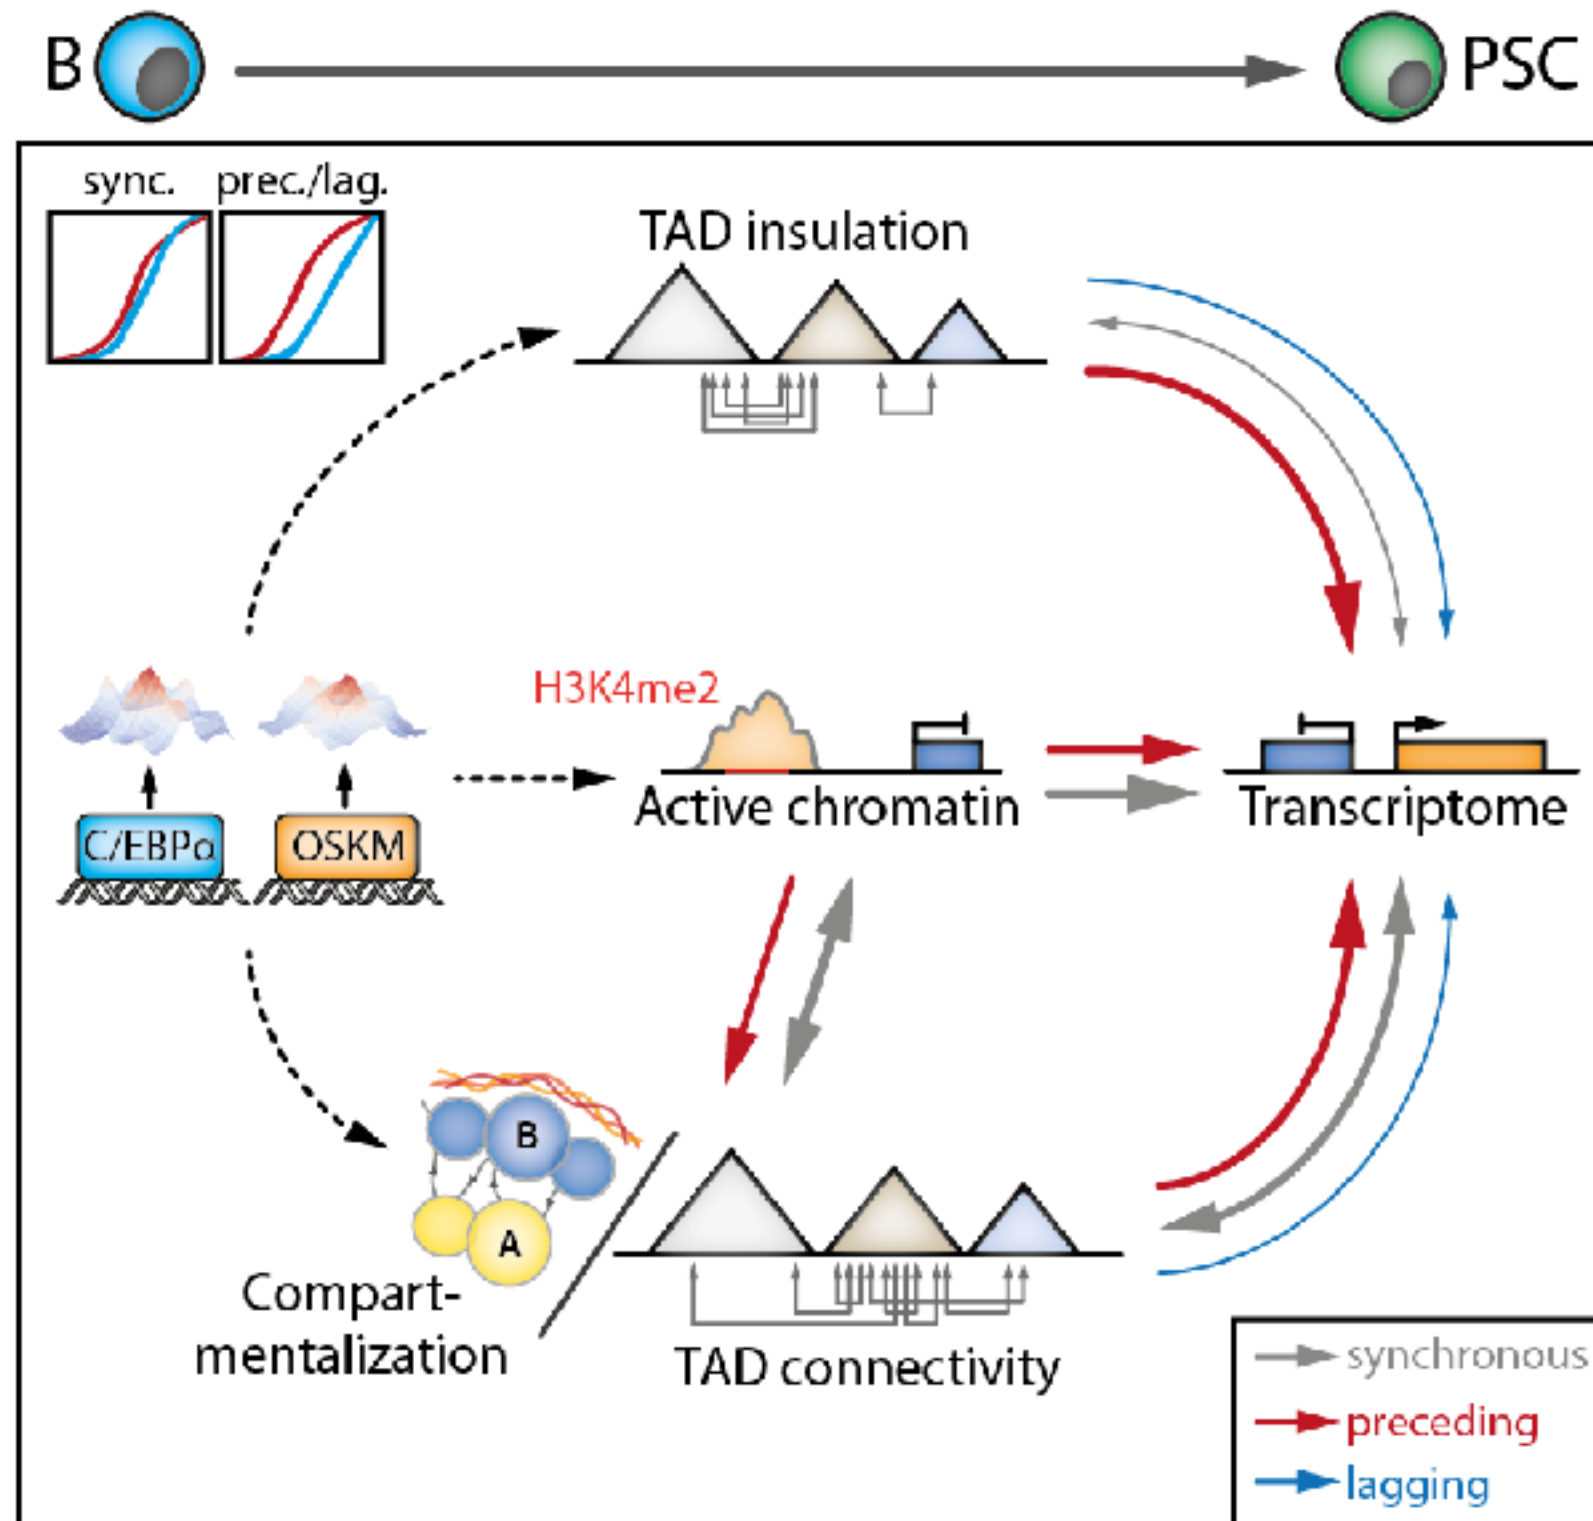 B
PSC
sync.
prec./lag.
TAD insulation
H3K4me2
Active chromatin
Transcriptome
C/EBPα
OSKM
B
A
Compart-
mentalization
TAD connectivity
synchronous
preceding
lagging